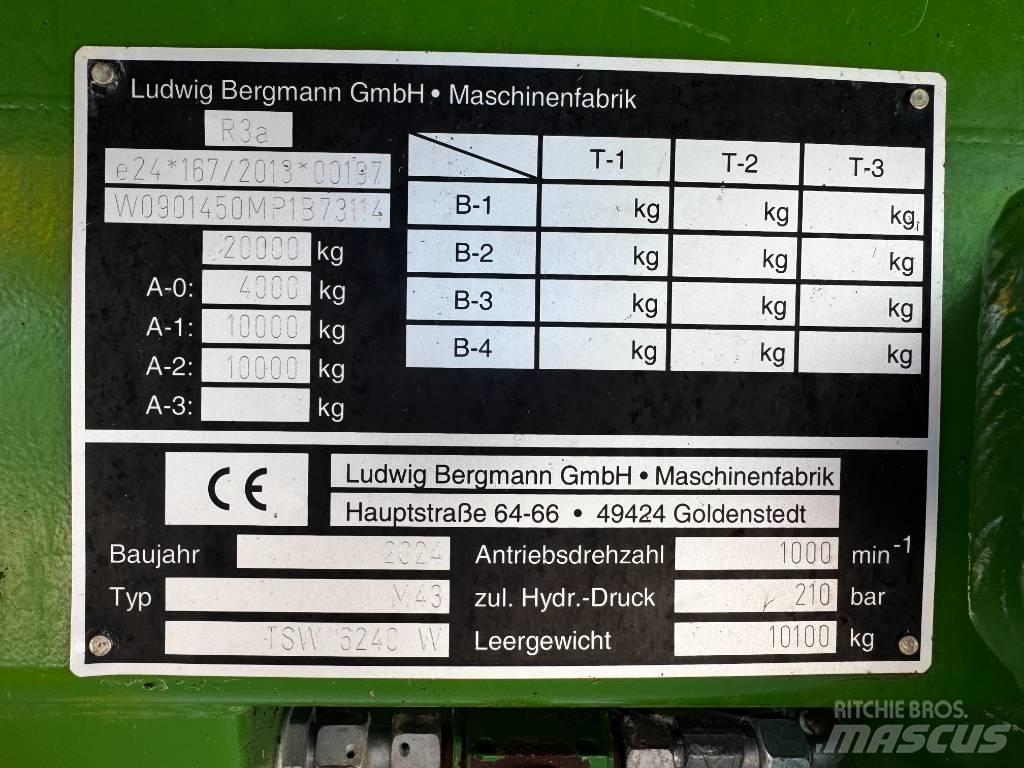 Ludwig Bergmann GmbH • Maschinenfabrik
R3a
e24*167/2013*00197
W0901450MP1B73114
20000 kg
A-0: 4000 kg
A-1: 10000 kg
A-2: 10000 kg
A-3: kg
T-1 T-2 T-3
B-1 kg kg kg
B-2 kg kg kg
B-3 kg kg kg
B-4 kg kg kg
CE
Ludwig Bergmann GmbH • Maschinenfabrik
Hauptstraße 64-66 • 49424 Goldenstedt
Baujahr 2024
Typ M43
TSW 6240 W
Antriebsdrehzahl 1000 min⁻¹
zul. Hydr.-Druck 210 bar
Leergewicht 10100 kg
RITCHIE BROS.
MASCUS